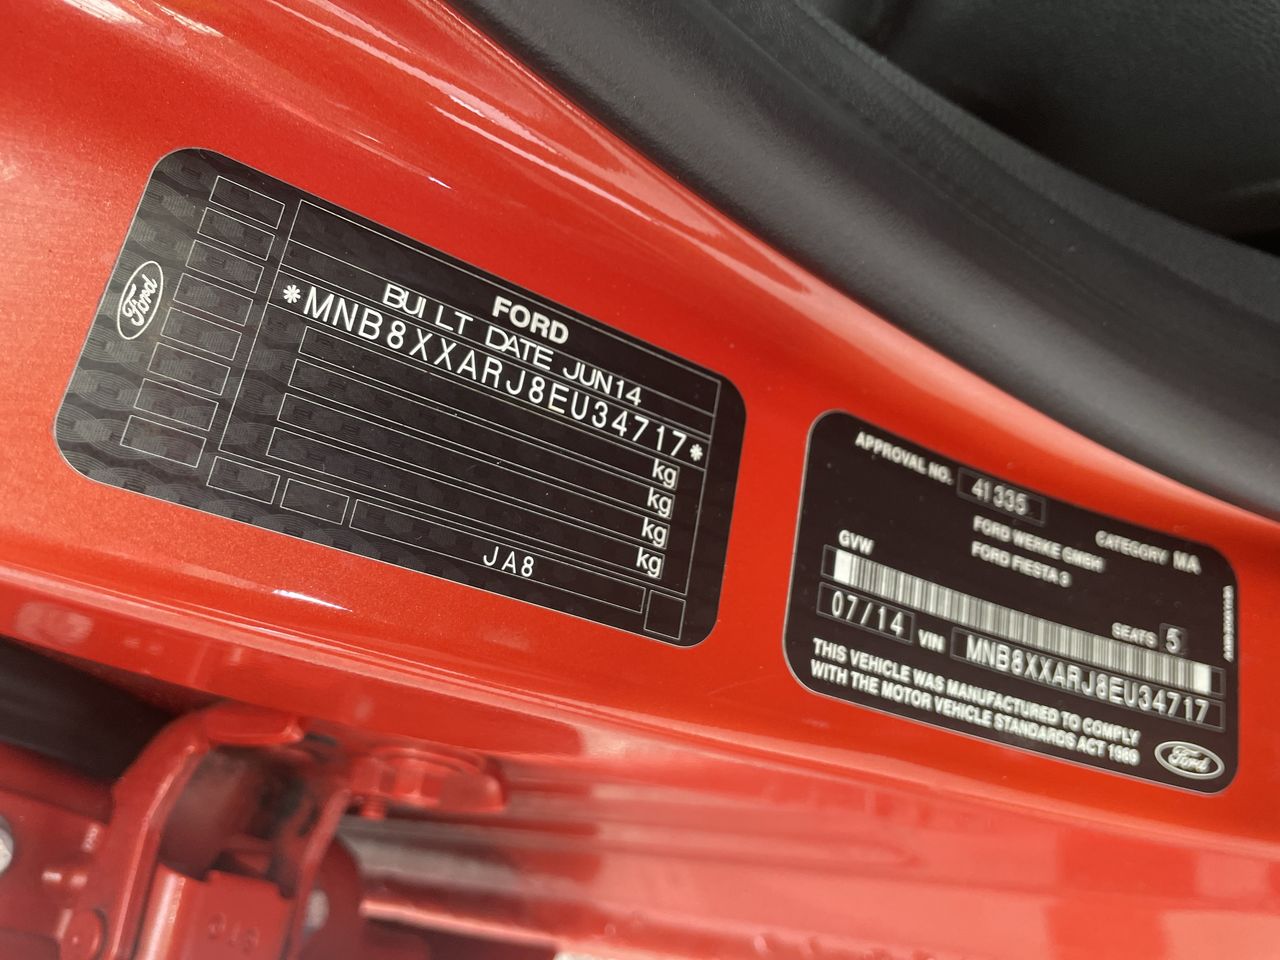 Ford
FORD
BUILT DATE JUN14
*MNB8XXARJ8EU34717*
kg
kg
kg
kg
JA8
APPROVAL NO. 41335 CATEGORY MA
FORD WERKE GMBH
FORD FIESTA 3
GVW
SEATS 5
07/14 VIN MNB8XXARJ8EU34717
THIS VEHICLE WAS MANUFACTURED TO COMPLY
WITH THE MOTOR VEHICLE STANDARDS ACT 1989
Ford